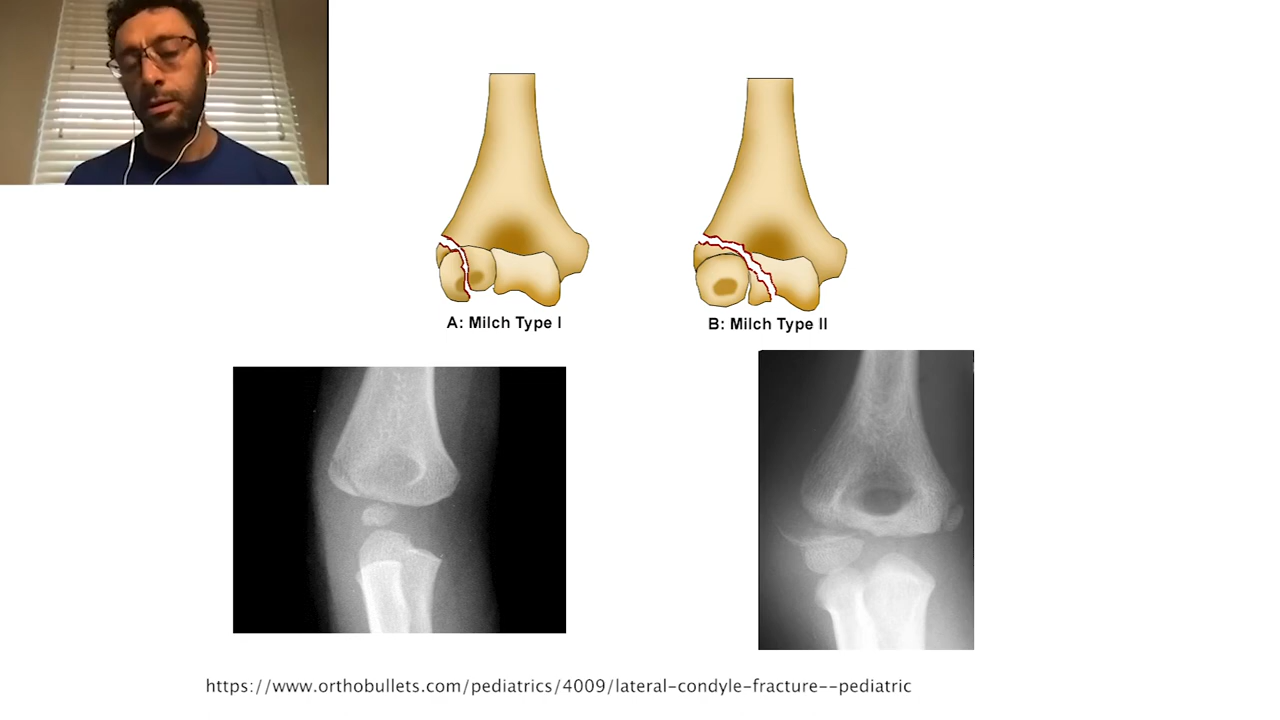 A: Milch Type I
B: Milch Type II
https://www.orthobullets.com/pediatrics/4009/lateral-condyle-fracture--pediatric